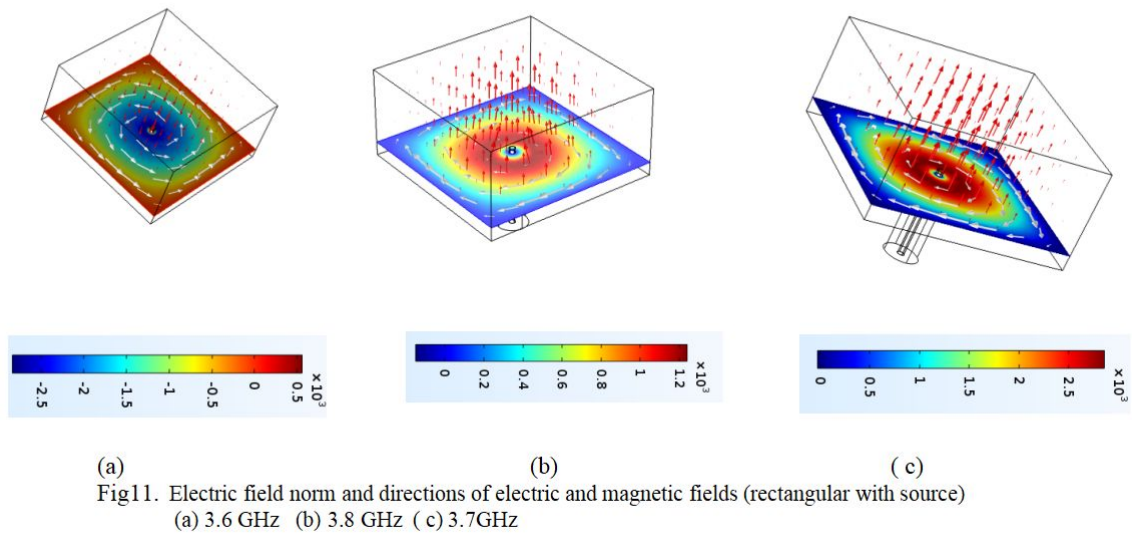 -2.5 -2 -1.5 -1 -0.5 0 0.5 ×10³
0 0.2 0.4 0.6 0.8 1 1.2 ×10³
0 0.5 1 1.5 2 2.5 ×10³
(a) (b) ( c)
Fig11. Electric field norm and directions of electric and magnetic fields (rectangular with source)
(a) 3.6 GHz (b) 3.8 GHz ( c) 3.7GHz